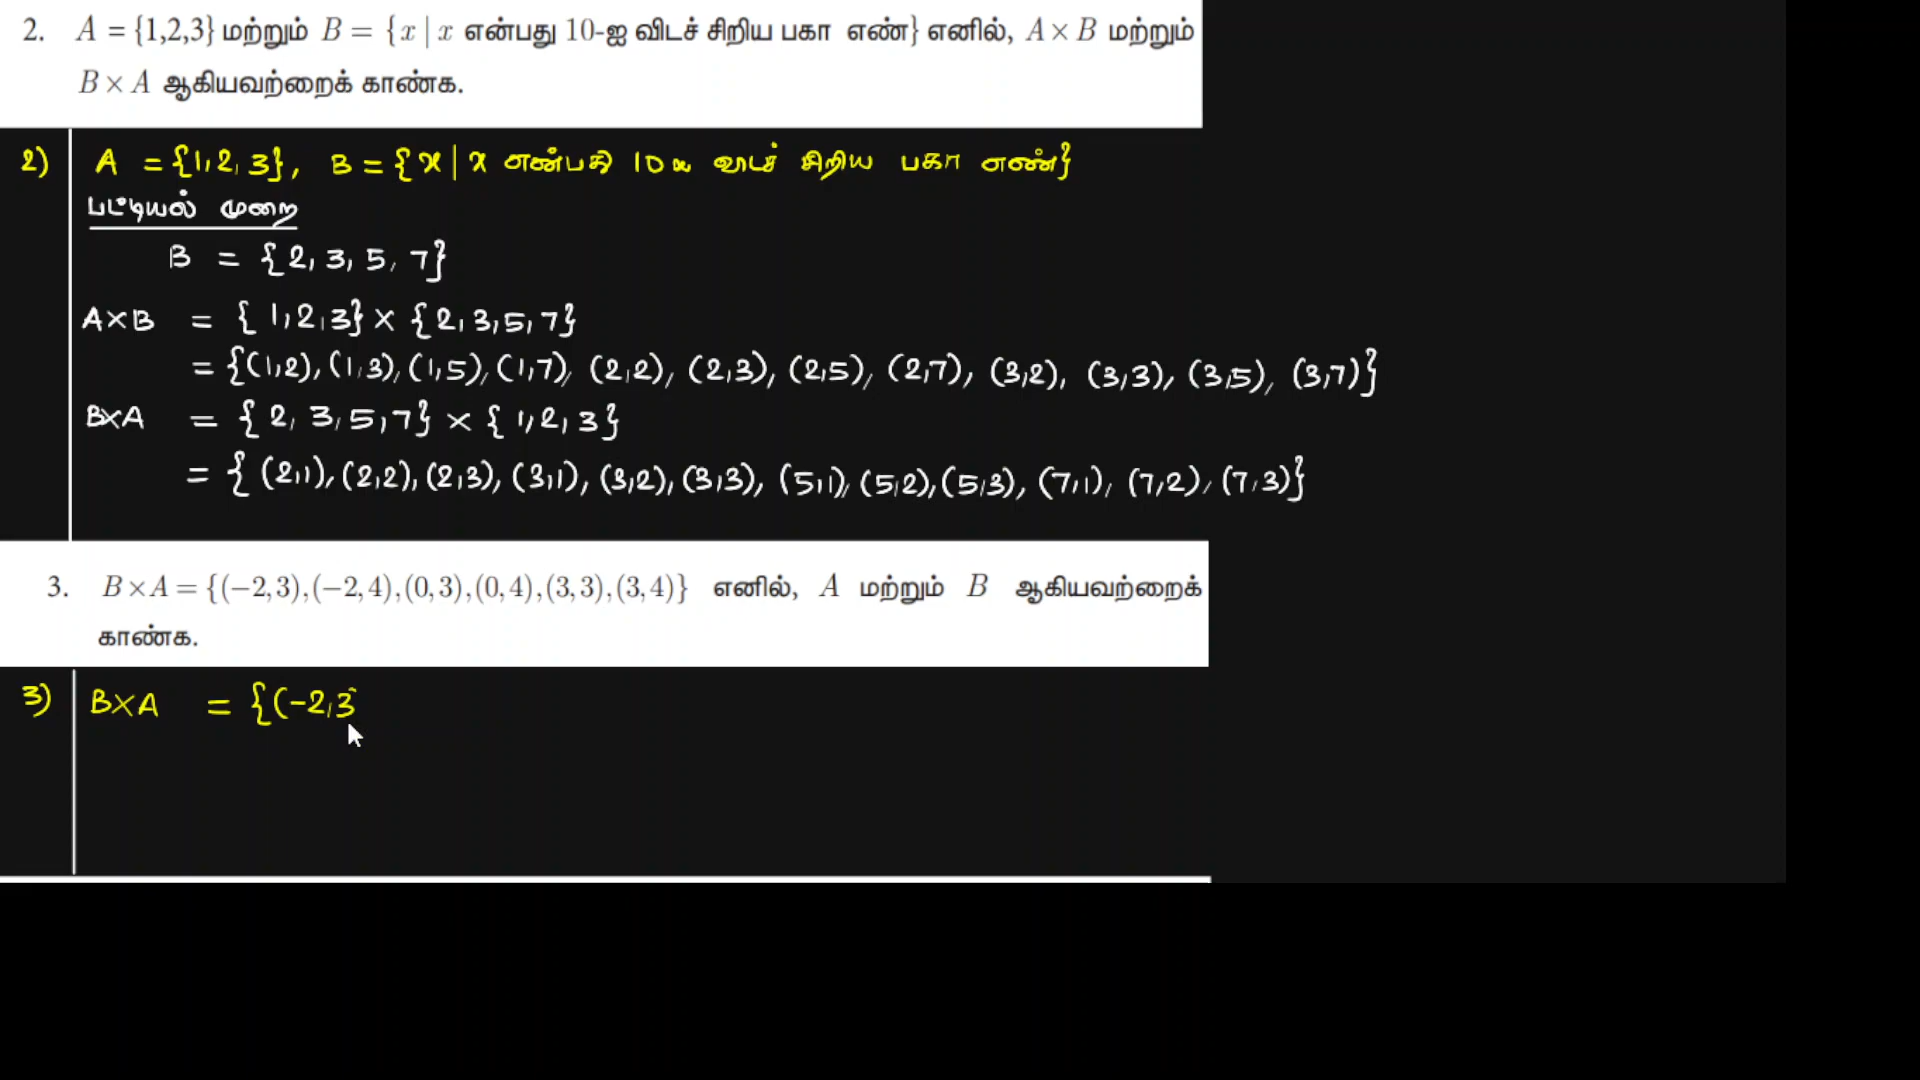 2. A = {1,2,3} மற்றும் B = {x | x என்பது 10-ஐ விடச் சிறிய பகா எண்} எனில், A × B மற்றும்
B × A ஆகியவற்றைக் காண்க.
2) A = {1,2,3}, B = {x | x என்பது 10ஐ விடச் சிறிய பகா எண்}
பட்டியல் முறை
B = {2, 3, 5, 7}
A×B = {1,2,3} × {2,3,5,7}
= {(1,2), (1,3), (1,5), (1,7), (2,2), (2,3), (2,5), (2,7), (3,2), (3,3), (3,5), (3,7)}
B×A = {2, 3, 5, 7} × {1,2,3}
= {(2,1), (2,2), (2,3), (3,1), (3,2), (3,3), (5,1), (5,2), (5,3), (7,1), (7,2), (7,3)}
3. B × A = {(−2,3),(−2,4),(0,3),(0,4),(3,3),(3,4)} எனில், A மற்றும் B ஆகியவற்றைக்
காண்க.
3) B×A = {(-2,3